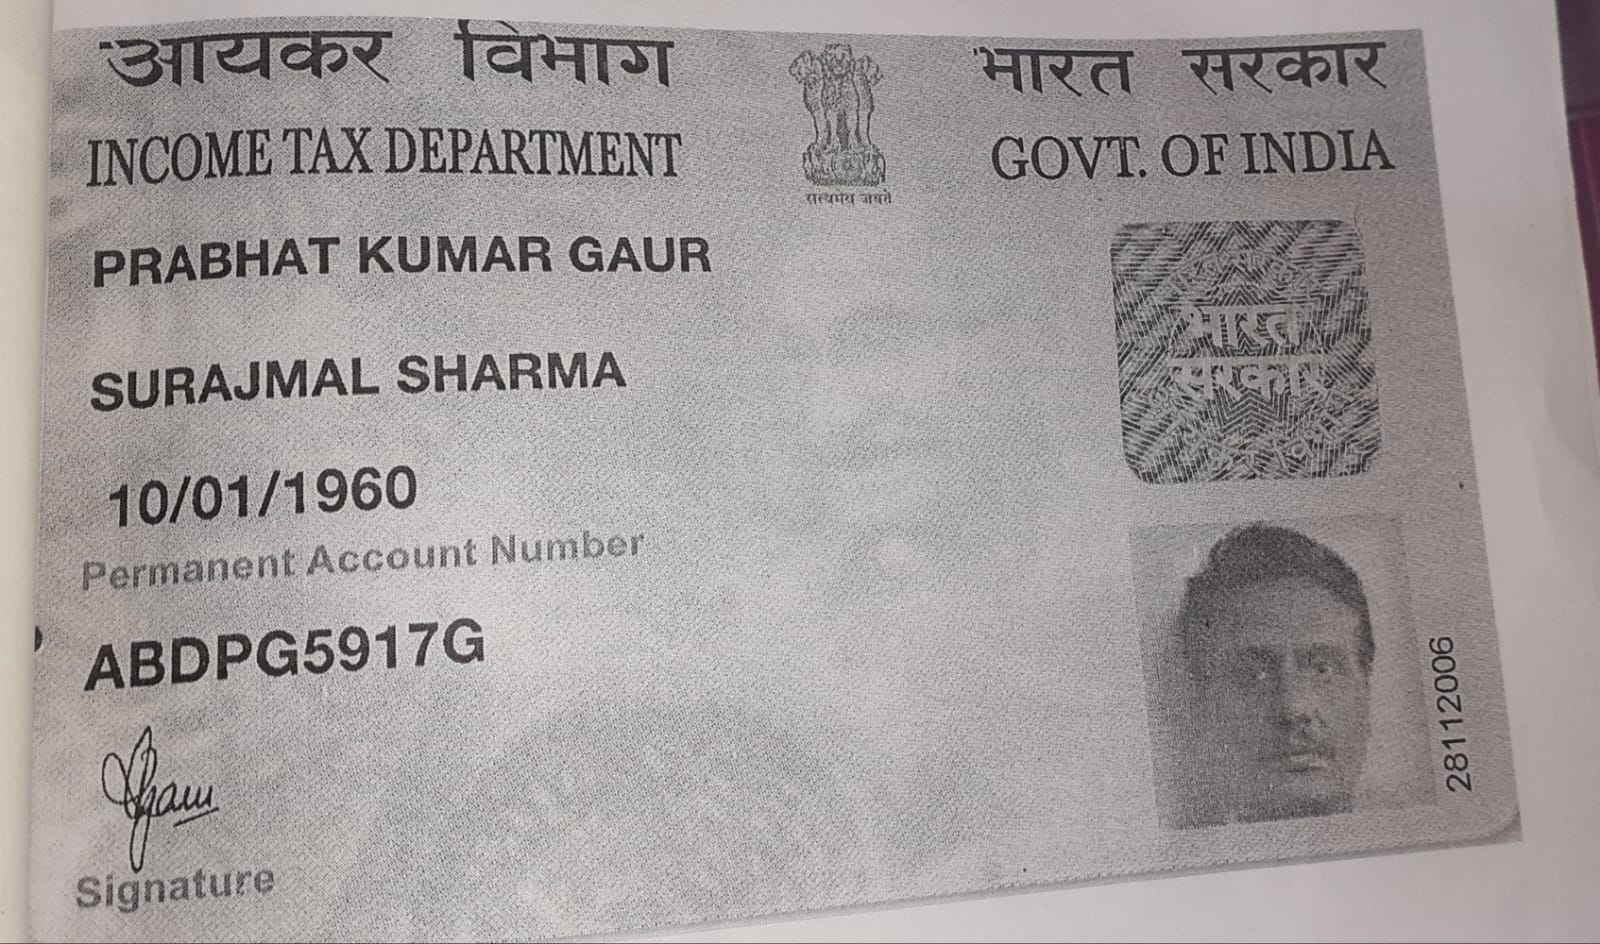 आयकर विभाग
INCOME TAX DEPARTMENT
सत्यमेव जयते
भारत सरकार
GOVT. OF INDIA
PRABHAT KUMAR GAUR
SURAJMAL SHARMA
10/01/1960
Permanent Account Number
ABDPG5917G
Signature
भारत
सरकार
28112006